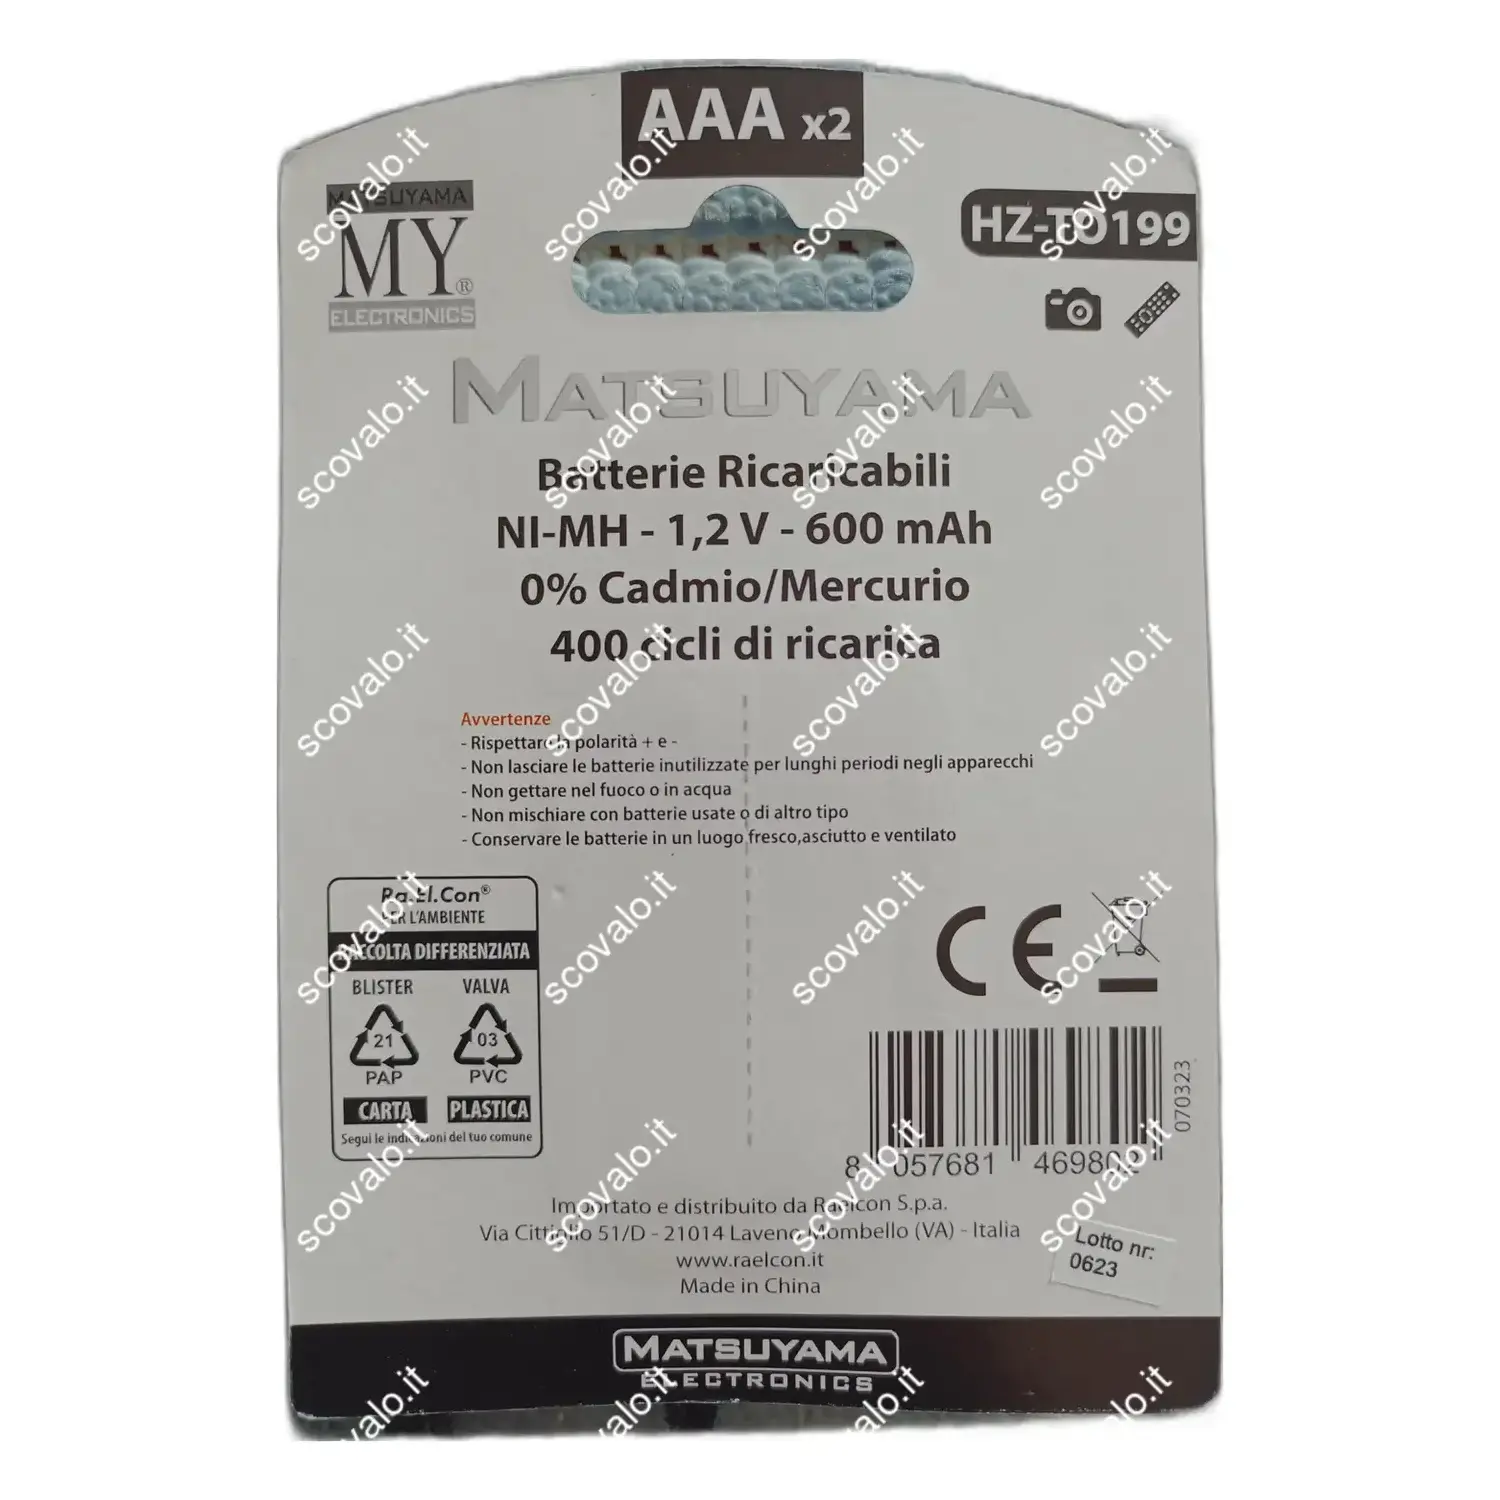 AAA x2
MATSUYAMA
MY®
ELECTRONICS
HZ-TO199
MATSUYAMA
Batterie Ricaricabili
NI-MH - 1,2 V - 600 mAh
0% Cadmio/Mercurio
400 cicli di ricarica
Avvertenze
- Rispettare la polarità + e -
- Non lasciare le batterie inutilizzate per lunghi periodi negli apparecchi
- Non gettare nel fuoco o in acqua
- Non mischiare con batterie usate o di altro tipo
- Conservare le batterie in un luogo fresco,asciutto e ventilato
Ra.El.Con®
PER L'AMBIENTE
RACCOLTA DIFFERENZIATA
BLISTER VALVA
21 03
PAP PVC
CARTA PLASTICA
Segui le indicazioni del tuo comune
CE
070323
8 057681 469802
Importato e distribuito da Raelcon S.p.a.
Via Cittiglio 51/D - 21014 Laveno Mombello (VA) - Italia
www.raelcon.it
Made in China
Lotto nr:
0623
MATSUYAMA
ELECTRONICS
scovalo.it